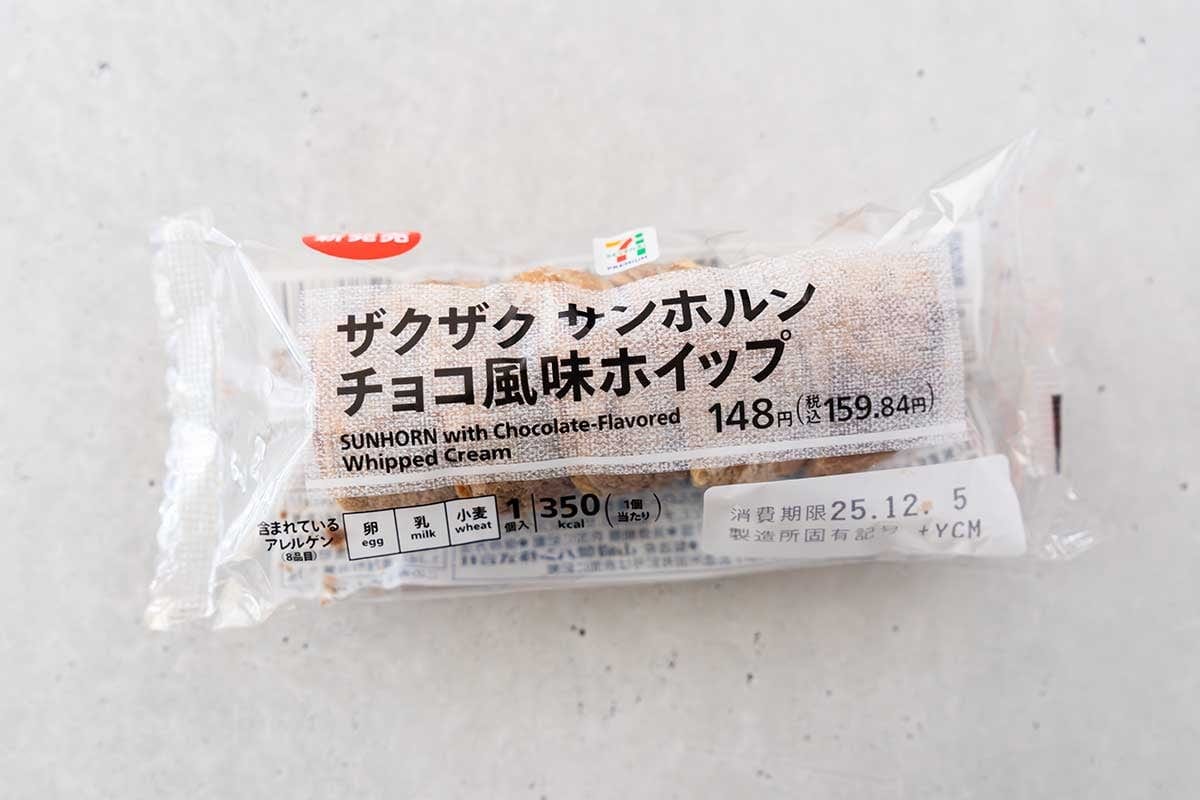 新発売
PREMIUM
ザクザク サンホルン
チョコ風味ホイップ
SUNHORN with Chocolate-Flavored
Whipped Cream
148円(税込159.84円)
含まれている
アレルゲン
(8品目)
卵
egg
乳
milk
小麦
wheat
1
個入
350
kcal
(1個
当たり)
消費期限25.12. 5
製造所固有記号 +YCM